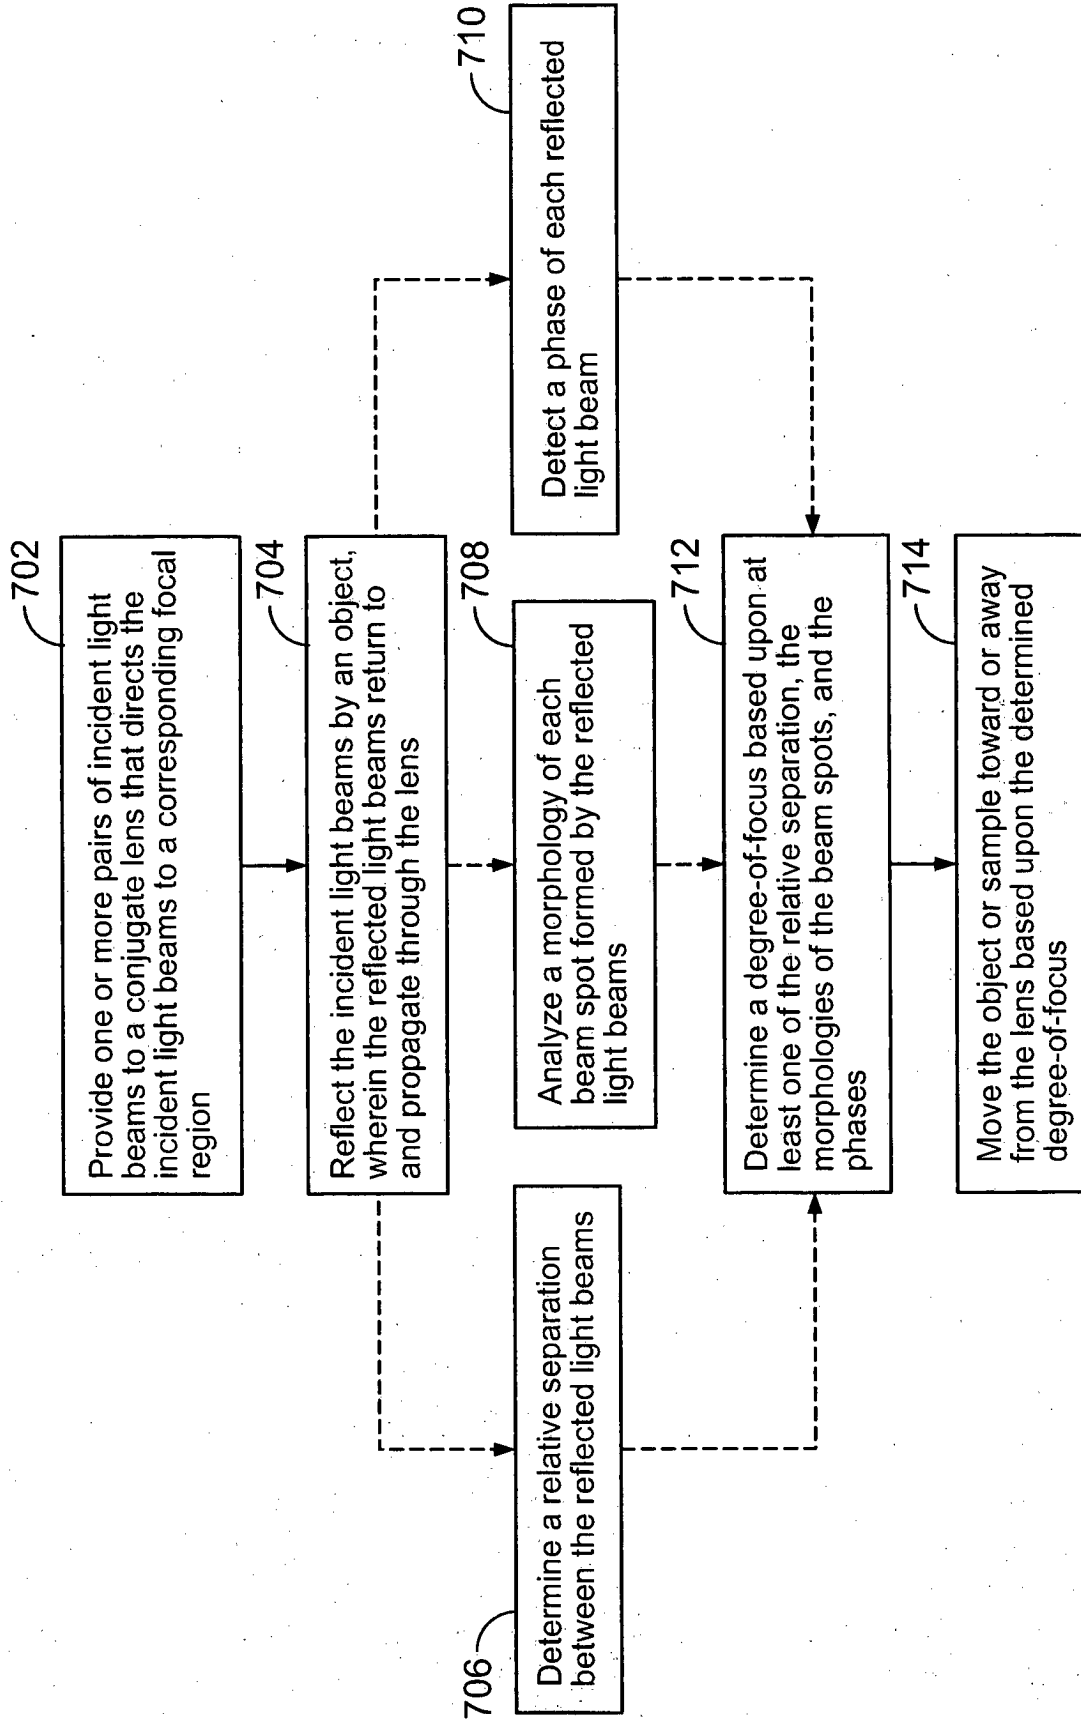 702
Provide one or more pairs of incident light
beams to a conjugate lens that directs the
incident light beams to a corresponding focal
region
704
Reflect the incident light beams by an object,
wherein the reflected light beams return to
and propagate through the lens
706
Determine a relative separation
between the reflected light beams
708
Analyze a morphology of each
beam spot formed by the reflected
light beams
710
Detect a phase of each reflected
light beam
712
Determine a degree-of-focus based upon at
least one of the relative separation, the
morphologies of the beam spots, and the
phases
714
Move the object or sample toward or away
from the lens based upon the determined
degree-of-focus